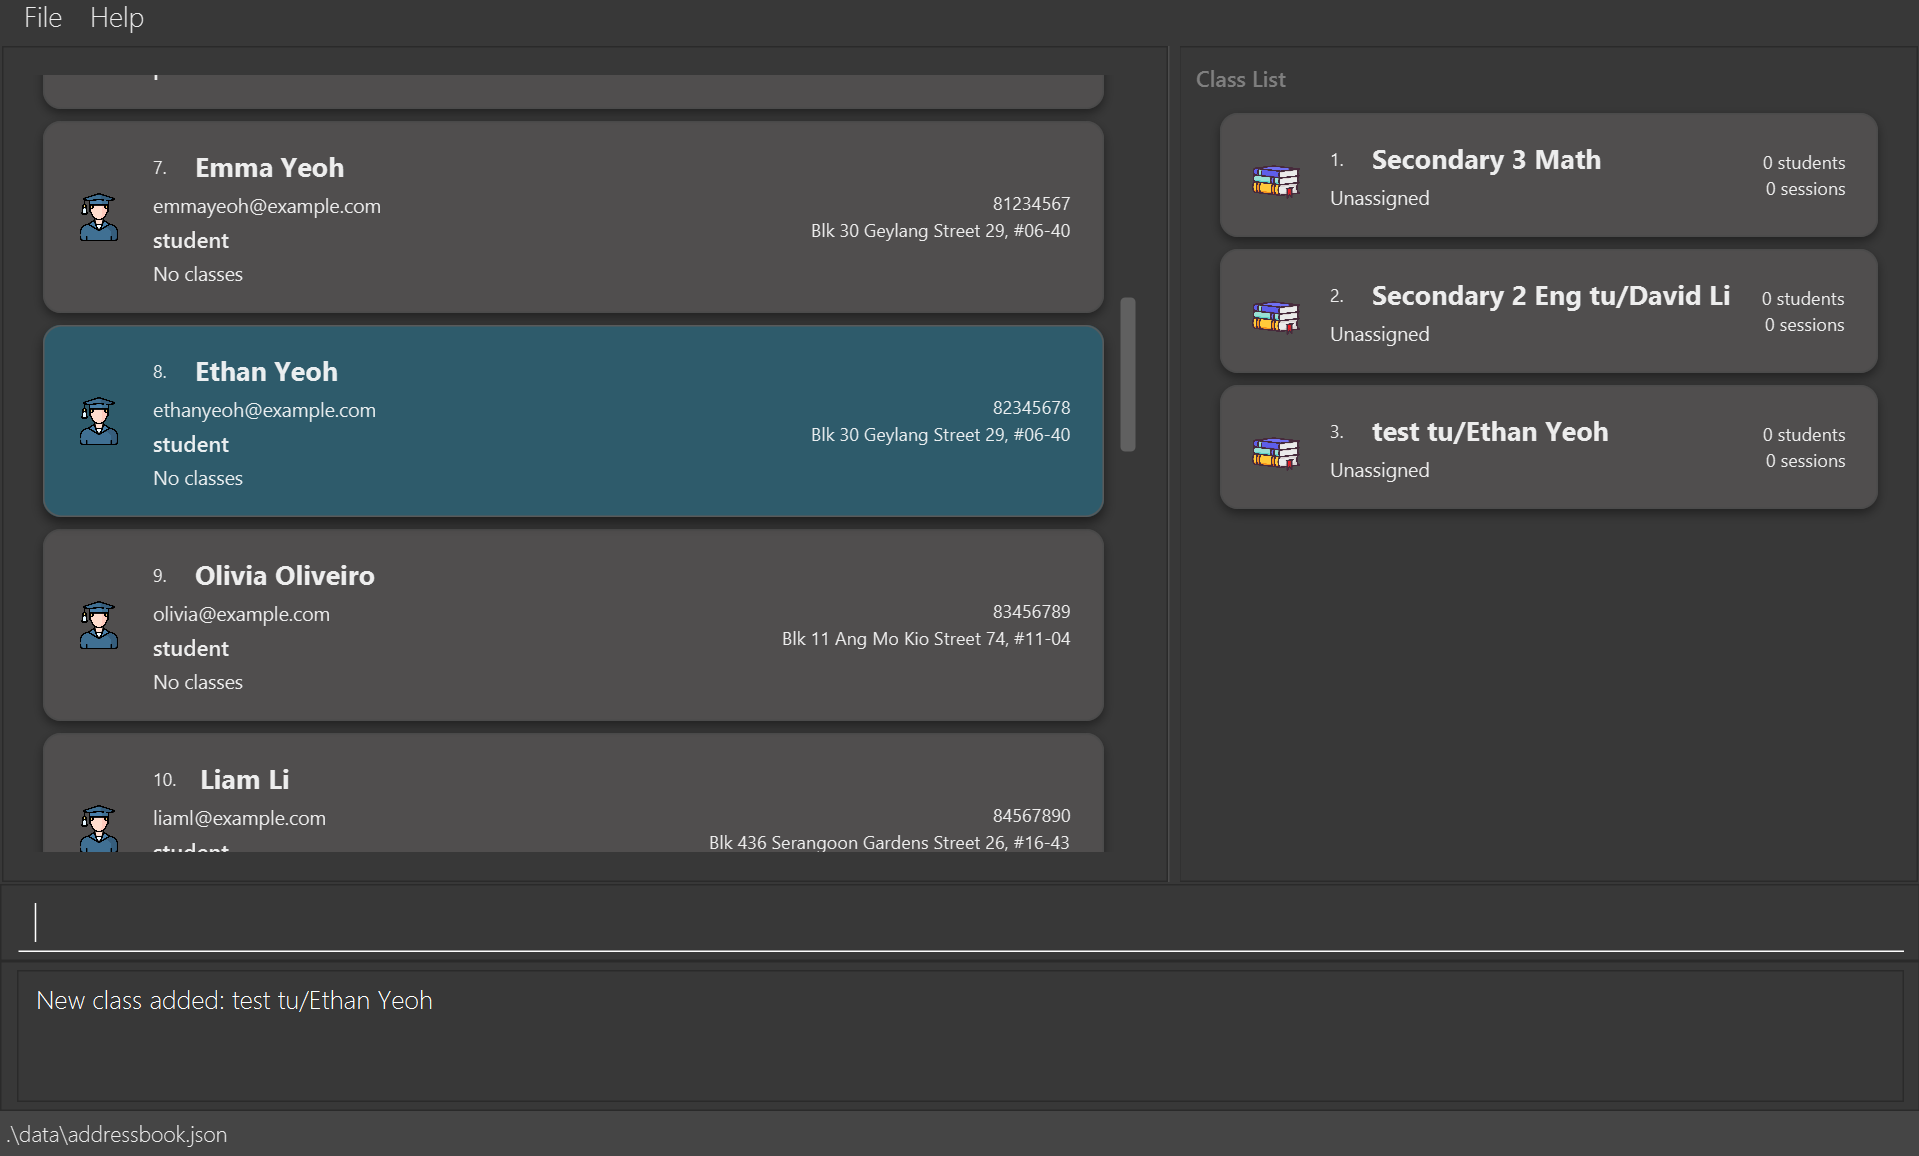 File Help
7. Emma Yeoh
emmayeoh@example.com
student
No classes
81234567
Blk 30 Geylang Street 29, #06-40
8. Ethan Yeoh
ethanyeoh@example.com
student
No classes
82345678
Blk 30 Geylang Street 29, #06-40
9. Olivia Oliveiro
olivia@example.com
student
No classes
83456789
Blk 11 Ang Mo Kio Street 74, #11-04
10. Liam Li
liaml@example.com
student
84567890
Blk 436 Serangoon Gardens Street 26, #16-43
Class List
1. Secondary 3 Math
Unassigned
0 students
0 sessions
2. Secondary 2 Eng tu/David Li
Unassigned
0 students
0 sessions
3. test tu/Ethan Yeoh
Unassigned
0 students
0 sessions
New class added: test tu/Ethan Yeoh
.\data\addressbook.json